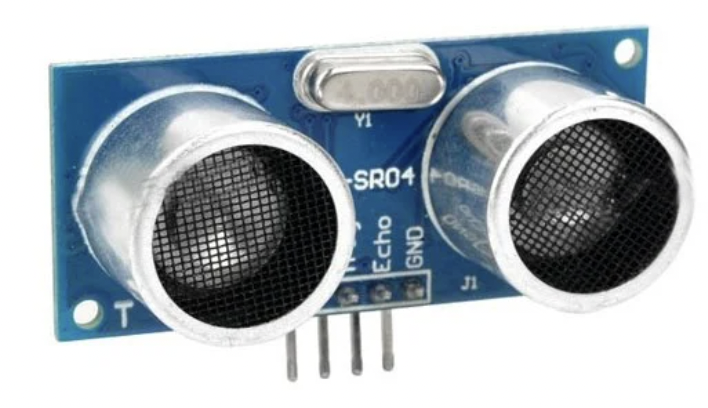 4.000
Y1
-SR04
Echo
GND
J1
T